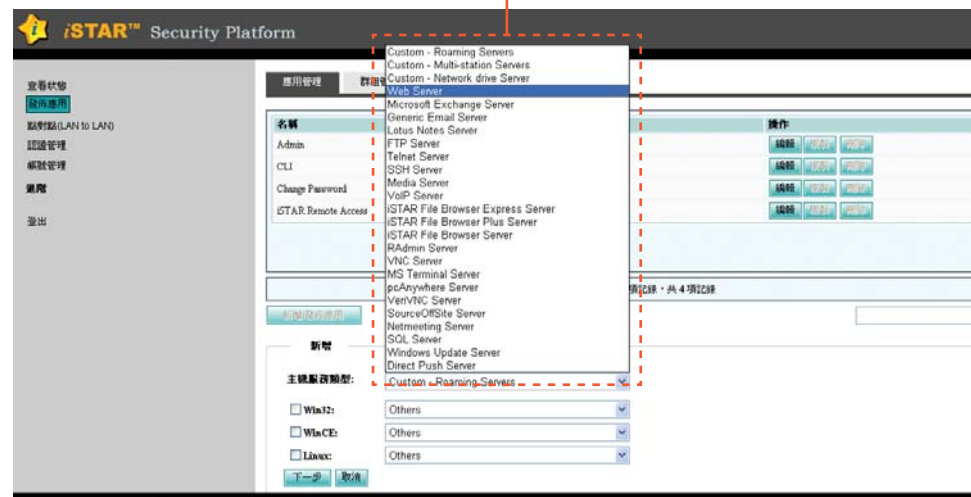 iSTAR™ Security Platform
查看狀態
發佈應用
點對點(LAN to LAN)
認證管理
帳號管理
進階
登出
應用管理
名稱
操作
Admin
編輯
CLI
編輯
Change Password
編輯
iSTAR Remote Access
編輯
項記錄，共 4 項記錄
新增發佈應用
Custom - Roaming Servers
Custom - Multi-station Servers
Custom - Network drive Server
Web Server
Microsoft Exchange Server
Generic Email Server
Lotus Notes Server
FTP Server
Telnet Server
SSH Server
Media Server
VoIP Server
iSTAR File Browser Express Server
iSTAR File Browser Plus Server
iSTAR File Browser Server
RAdmin Server
VNC Server
MS Terminal Server
pcAnywhere Server
VeriVNC Server
SourceOffSite Server
Netmeeting Server
SQL Server
Windows Update Server
Direct Push Server
新增
主機服務類型: Custom - Roaming Servers
Win32: Others
WinCE: Others
Linux: Others
下一步 取消